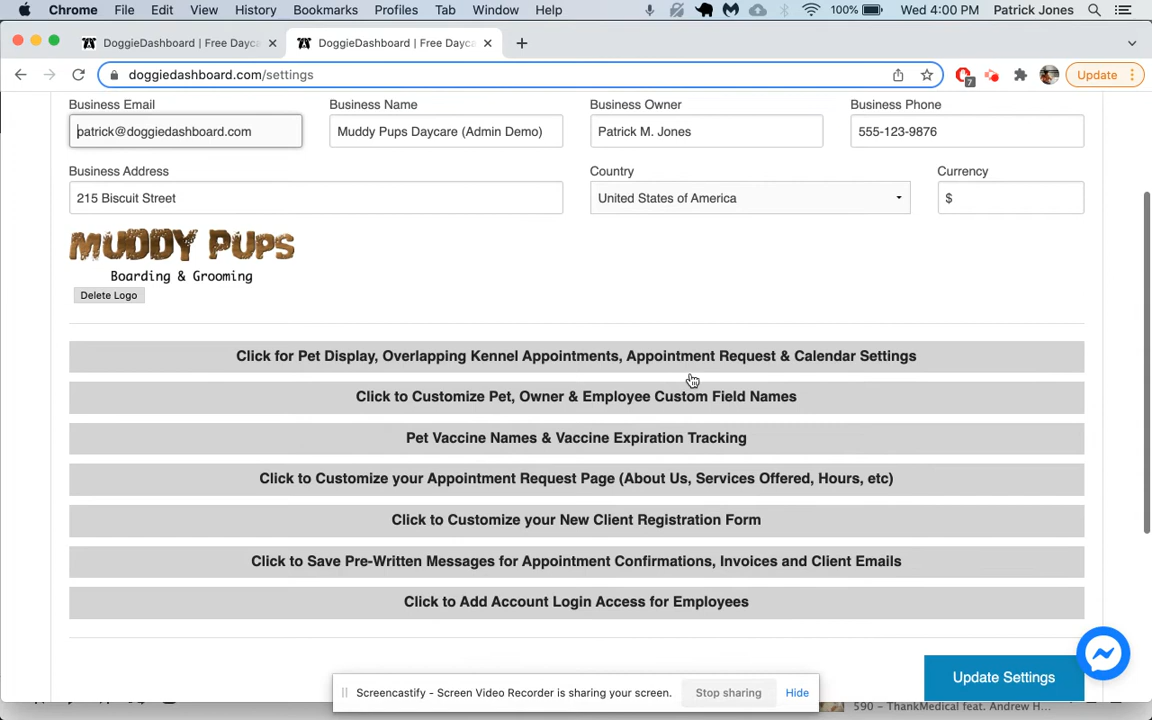 Chrome File Edit View History Bookmarks Profiles Tab Window Help 100% Wed 4:00 PM Patrick Jones
DoggieDashboard | Free Dayca
DoggieDashboard | Free Dayca
doggiedashboard.com/settings
7
Update
Business Email
Business Name
Business Owner
Business Phone
patrick@doggiedashboard.com
Muddy Pups Daycare (Admin Demo)
Patrick M. Jones
555-123-9876
Business Address
Country
Currency
215 Biscuit Street
United States of America
$
MUDDY PUPS
Boarding & Grooming
Delete Logo
Click for Pet Display, Overlapping Kennel Appointments, Appointment Request & Calendar Settings
Click to Customize Pet, Owner & Employee Custom Field Names
Pet Vaccine Names & Vaccine Expiration Tracking
Click to Customize your Appointment Request Page (About Us, Services Offered, Hours, etc)
Click to Customize your New Client Registration Form
Click to Save Pre-Written Messages for Appointment Confirmations, Invoices and Client Emails
Click to Add Account Login Access for Employees
Update Settings
Screencastify - Screen Video Recorder is sharing your screen.
Stop sharing
Hide
590 – ThankMedical feat. Andrew H...